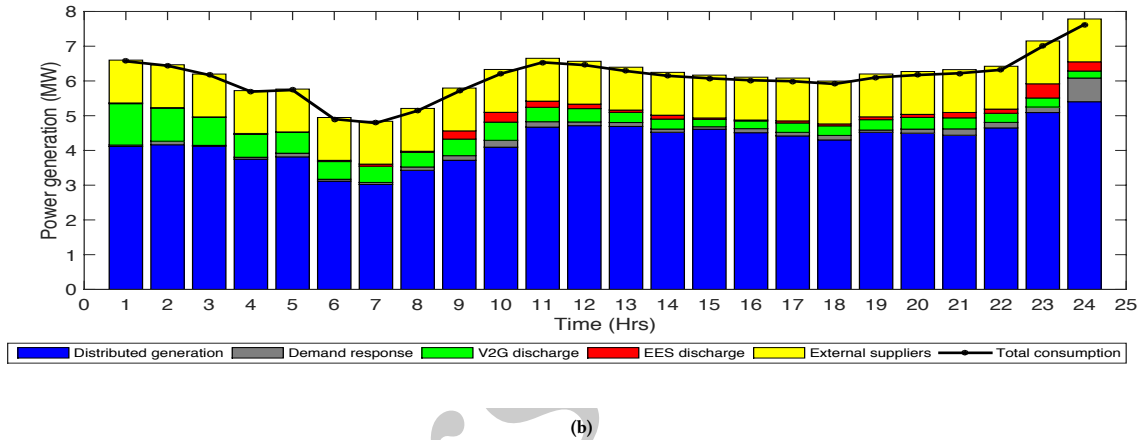 8
7
6
5
4
3
2
1
0
Power generation (MW)
0 1 2 3 4 5 6 7 8 9 10 11 12 13 14 15 16 17 18 19 20 21 22 23 24 25
Time (Hrs)
Distributed generation Demand response V2G discharge EES discharge External suppliers Total consumption
(b)